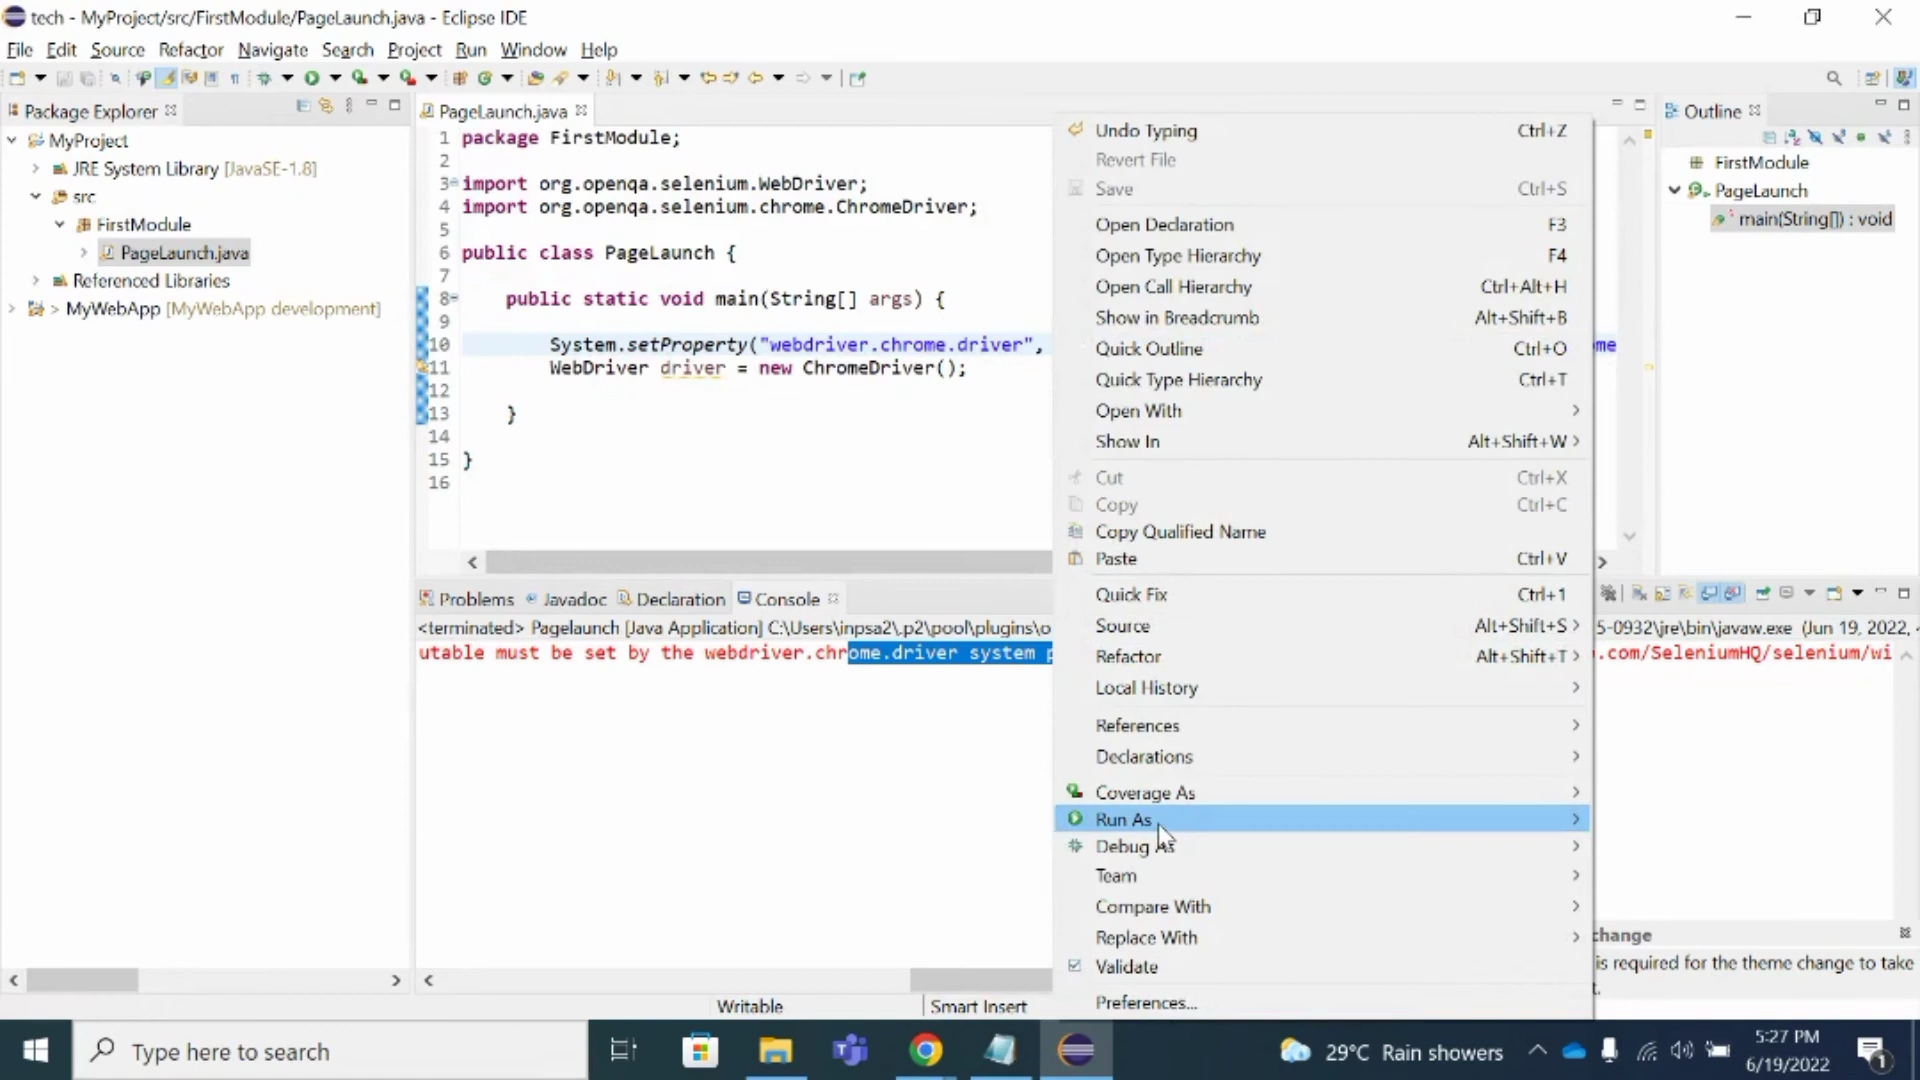 tech - MyProject/src/FirstModule/PageLaunch.java - Eclipse IDE
File Edit Source Refactor Navigate Search Project Run Window Help
Package Explorer
MyProject
JRE System Library [JavaSE-1.8]
src
FirstModule
PageLaunch.java
Referenced Libraries
> MyWebApp [MyWebApp development]
PageLaunch.java
1 package FirstModule;
2
3 import org.openqa.selenium.WebDriver;
4 import org.openqa.selenium.chrome.ChromeDriver;
5
6 public class PageLaunch {
7
8 public static void main(String[] args) {
9
10 System.setProperty("webdriver.chrome.driver",
11 WebDriver driver = new ChromeDriver();
12
13 }
14
15 }
16
Undo Typing Ctrl+Z
Revert File
Save Ctrl+S
Open Declaration F3
Open Type Hierarchy F4
Open Call Hierarchy Ctrl+Alt+H
Show in Breadcrumb Alt+Shift+B
Quick Outline Ctrl+O
Quick Type Hierarchy Ctrl+T
Open With
Show In Alt+Shift+W
Cut Ctrl+X
Copy Ctrl+C
Copy Qualified Name
Paste Ctrl+V
Quick Fix Ctrl+1
Source Alt+Shift+S
Refactor Alt+Shift+T
Local History
References
Declarations
Coverage As
Run As
Debug As
Team
Compare With
Replace With
Validate
Preferences...
ome
Outline
FirstModule
PageLaunch
main(String[]) : void
Problems Javadoc Declaration Console
<terminated> Pagelaunch [Java Application] C:\Users\inpsa2\.p2\pool\plugins\o
5-0932\jre\bin\javaw.exe (Jun 19, 2022,
utable must be set by the webdriver.chrome.driver system p
.com/SeleniumHQ/selenium/wi
change
is required for the theme change to take
t.
Writable Smart Insert
Type here to search
29°C Rain showers
5:27 PM
6/19/2022
1